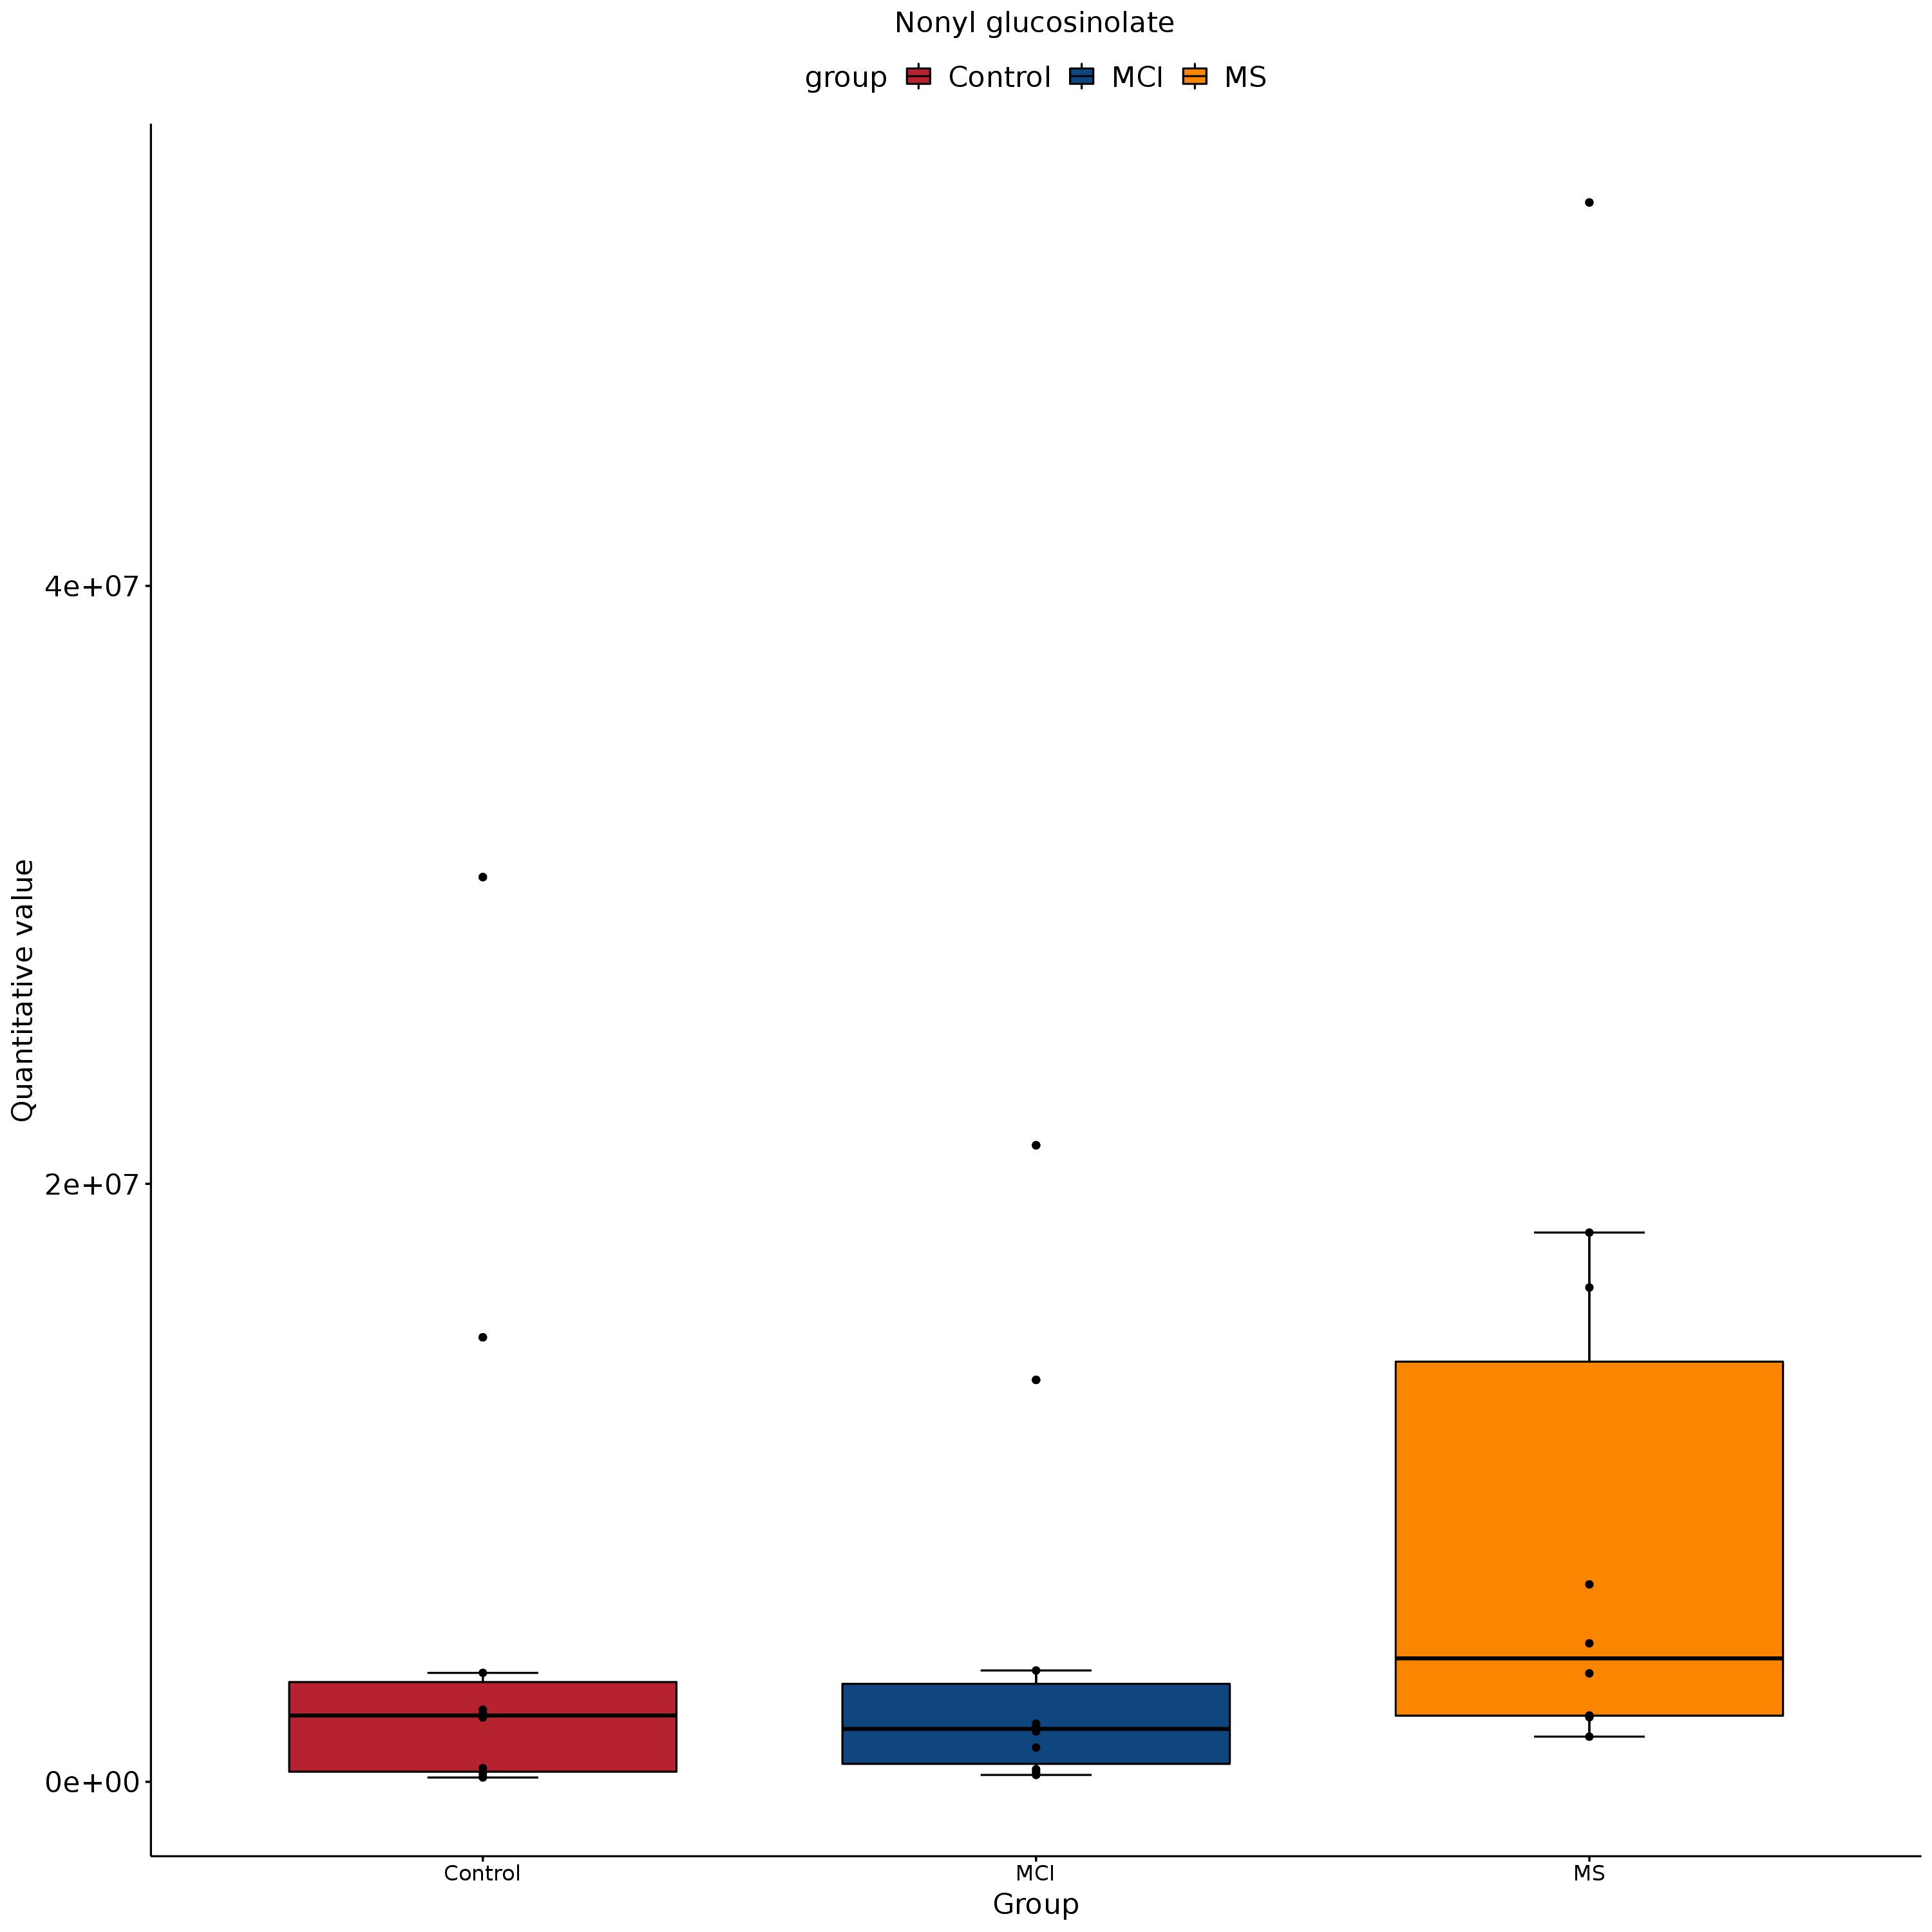 Nonyl glucosinolate
group Control MCI MS
Quantitative value
4e+07
2e+07
0e+00
Control MCI MS
Group